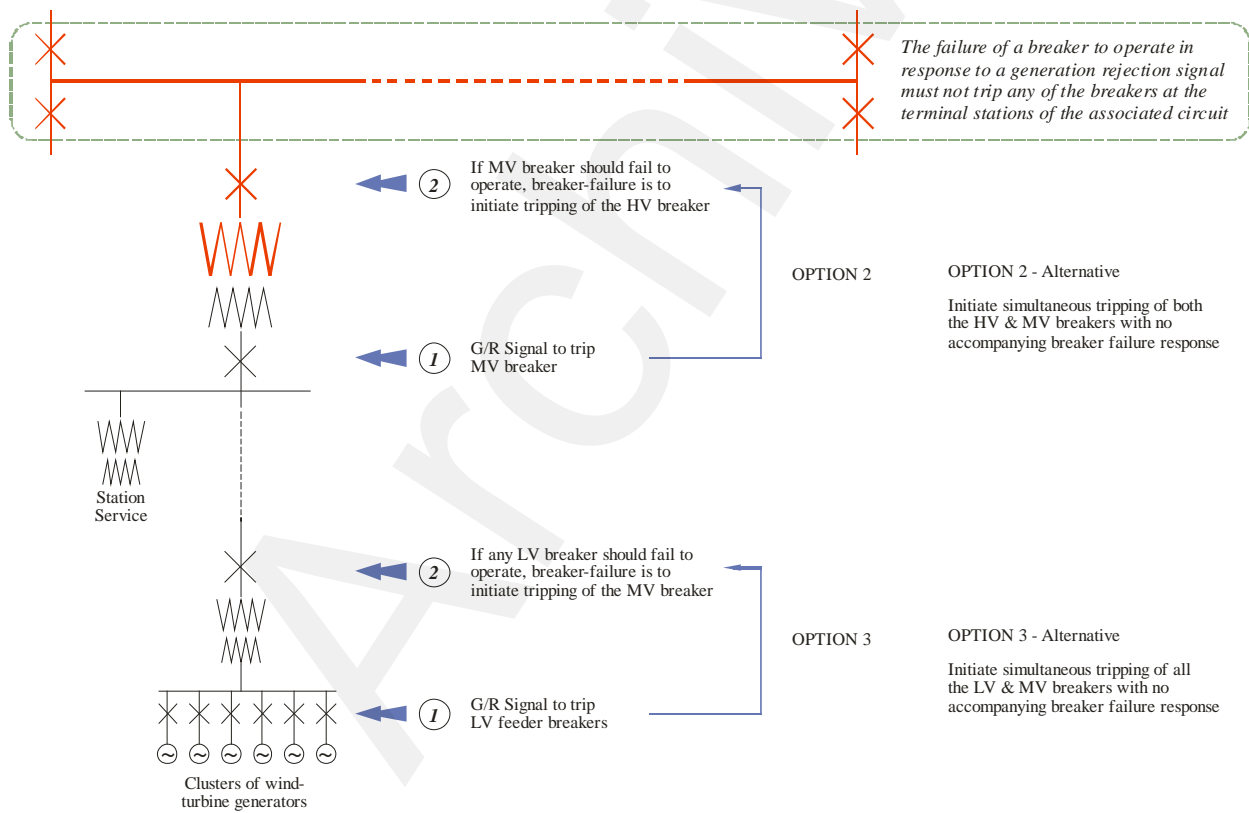 The failure of a breaker to operate in
response to a generation rejection signal
must not trip any of the breakers at the
terminal stations of the associated circuit
2
If MV breaker should fail to
operate, breaker-failure is to
initiate tripping of the HV breaker
OPTION 2
OPTION 2 - Alternative
Initiate simultaneous tripping of both
the HV & MV breakers with no
accompanying breaker failure response
1
G/R Signal to trip
MV breaker
Station
Service
2
If any LV breaker should fail to
operate, breaker-failure is to
initiate tripping of the MV breaker
OPTION 3
OPTION 3 - Alternative
Initiate simultaneous tripping of all
the LV & MV breakers with no
accompanying breaker failure response
1
G/R Signal to trip
LV feeder breakers
Clusters of wind-
turbine generators
Archiv